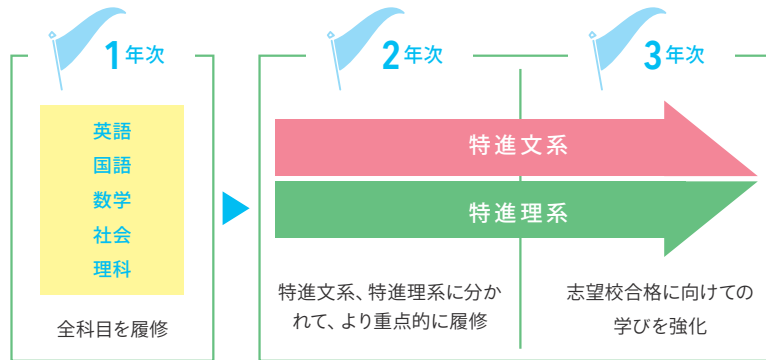 1年次
2年次
3年次
英語
国語
数学
社会
理科
全科目を履修
特進文系
特進理系
特進文系、特進理系に分か
れて、より重点的に履修
志望校合格に向けての
学びを強化